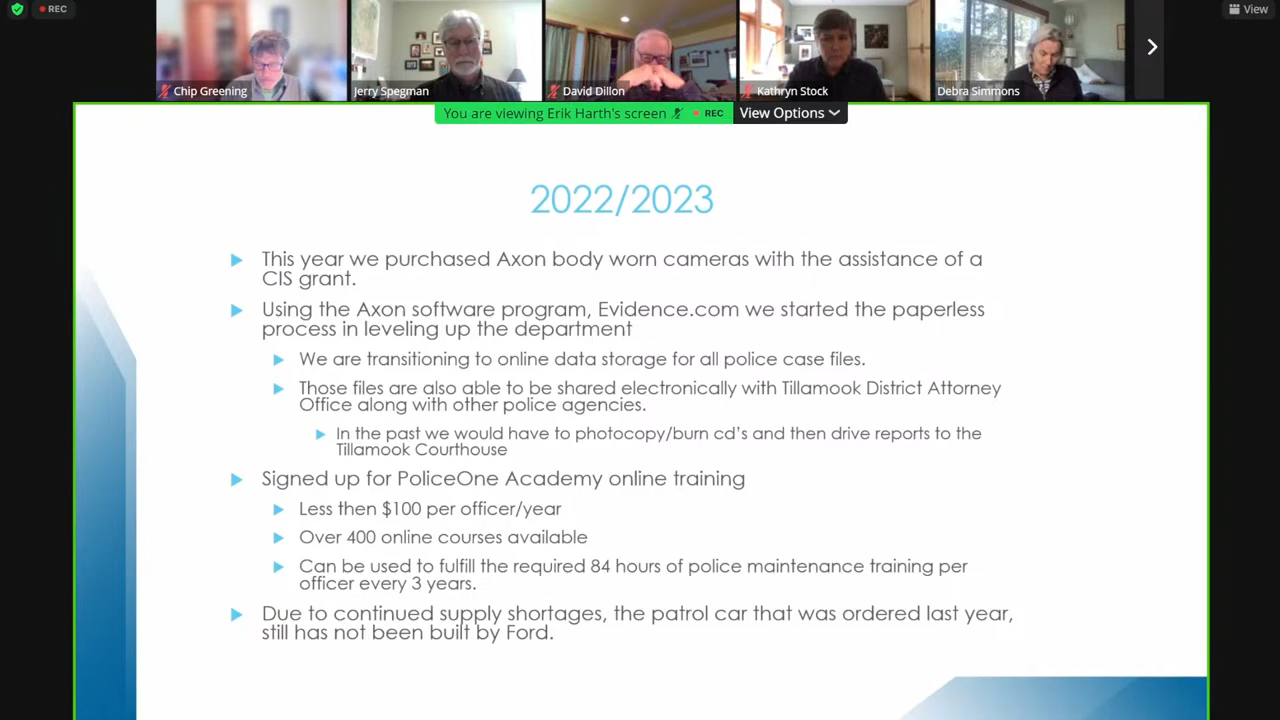 REC
View
Chip Greening
Jerry Spegman
David Dillon
Kathryn Stock
Debra Simmons
You are viewing Erik Harth's screen
REC
View Options
2022/2023
This year we purchased Axon body worn cameras with the assistance of a
CIS grant.
Using the Axon software program, Evidence.com we started the paperless
process in leveling up the department
We are transitioning to online data storage for all police case files.
Those files are also able to be shared electronically with Tillamook District Attorney
Office along with other police agencies.
In the past we would have to photocopy/burn cd's and then drive reports to the
Tillamook Courthouse
Signed up for PoliceOne Academy online training
Less then $100 per officer/year
Over 400 online courses available
Can be used to fulfill the required 84 hours of police maintenance training per
officer every 3 years.
Due to continued supply shortages, the patrol car that was ordered last year,
still has not been built by Ford.